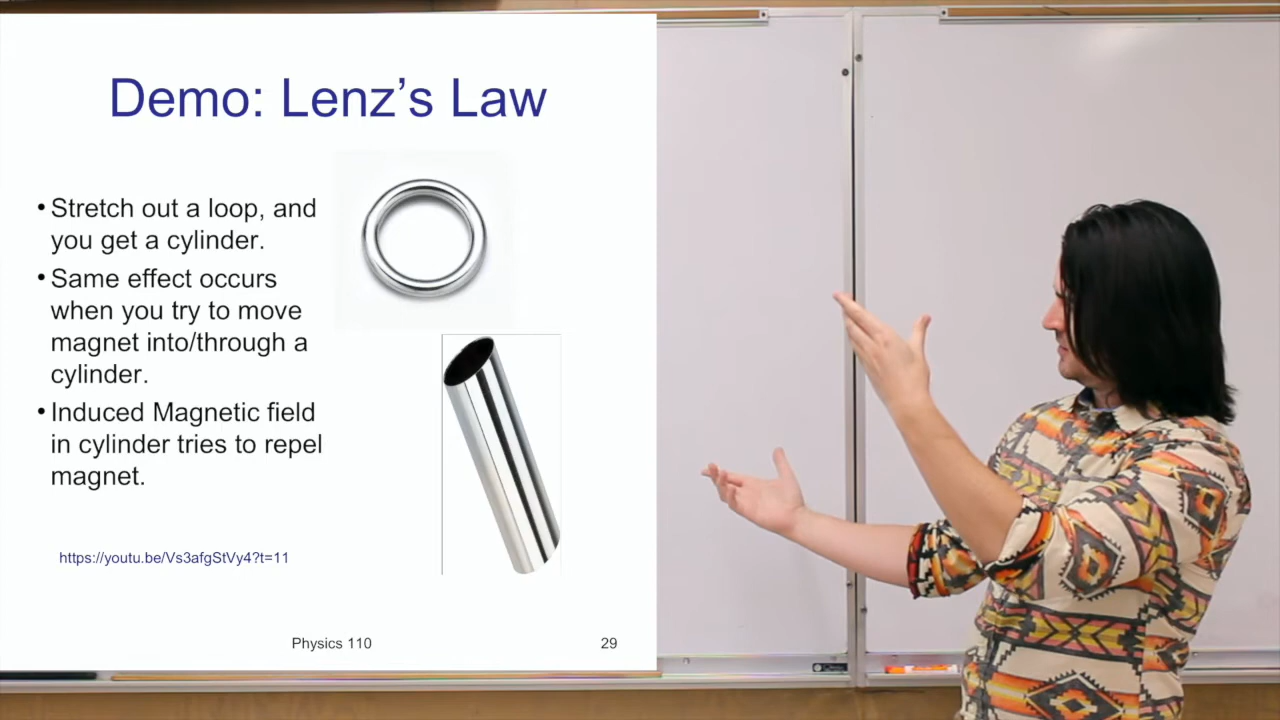 Demo: Lenz’s Law
• Stretch out a loop, and
you get a cylinder.
• Same effect occurs
when you try to move
magnet into/through a
cylinder.
• Induced Magnetic field
in cylinder tries to repel
magnet.
https://youtu.be/Vs3afgStVy4?t=11
Physics 110
29